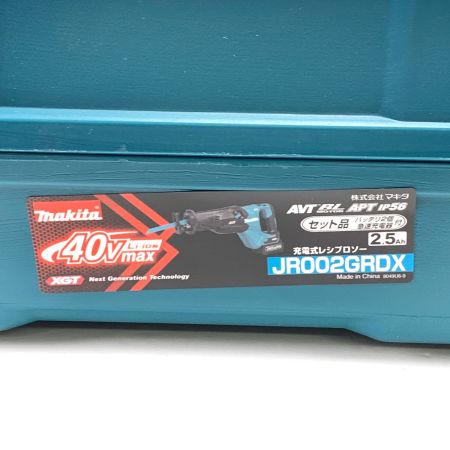 makita
40Vmax
Li-ion
XGT Next Generation Technology
株式会社マキタ
AVT BL APT IP56
セット品 バッテリ2個 急速充電器 付
2.5Ah
充電式レシプロソー
JR002GRDX
Made in China